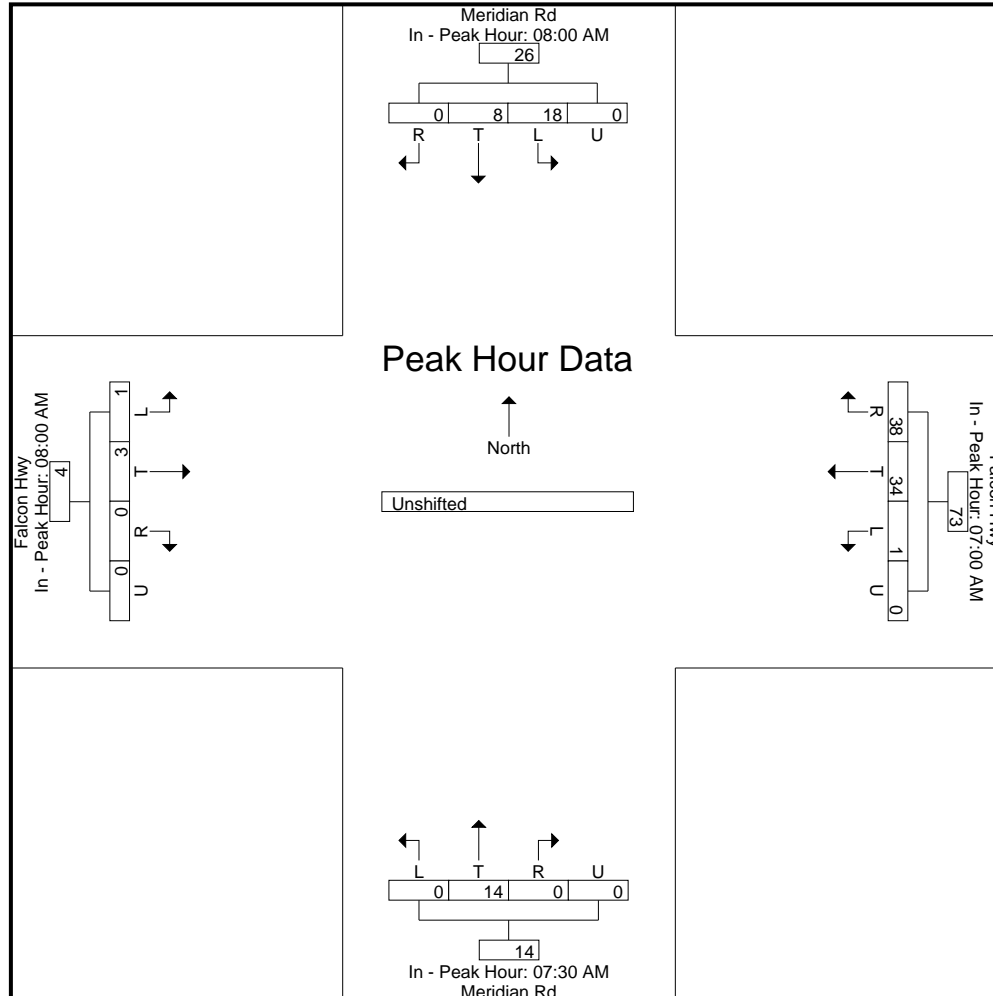 Meridian Rd
In - Peak Hour: 08:00 AM
26
0 8 18 0
R T L U
Peak Hour Data
North
Unshifted
Falcon Hwy
In - Peak Hour: 08:00 AM
4
1 3 0 0
L T R U
In - Peak Hour: 07:00 AM
73
38 34 1 0
R T L U
L T R U
0 14 0 0
14
In - Peak Hour: 07:30 AM
Meridian Rd